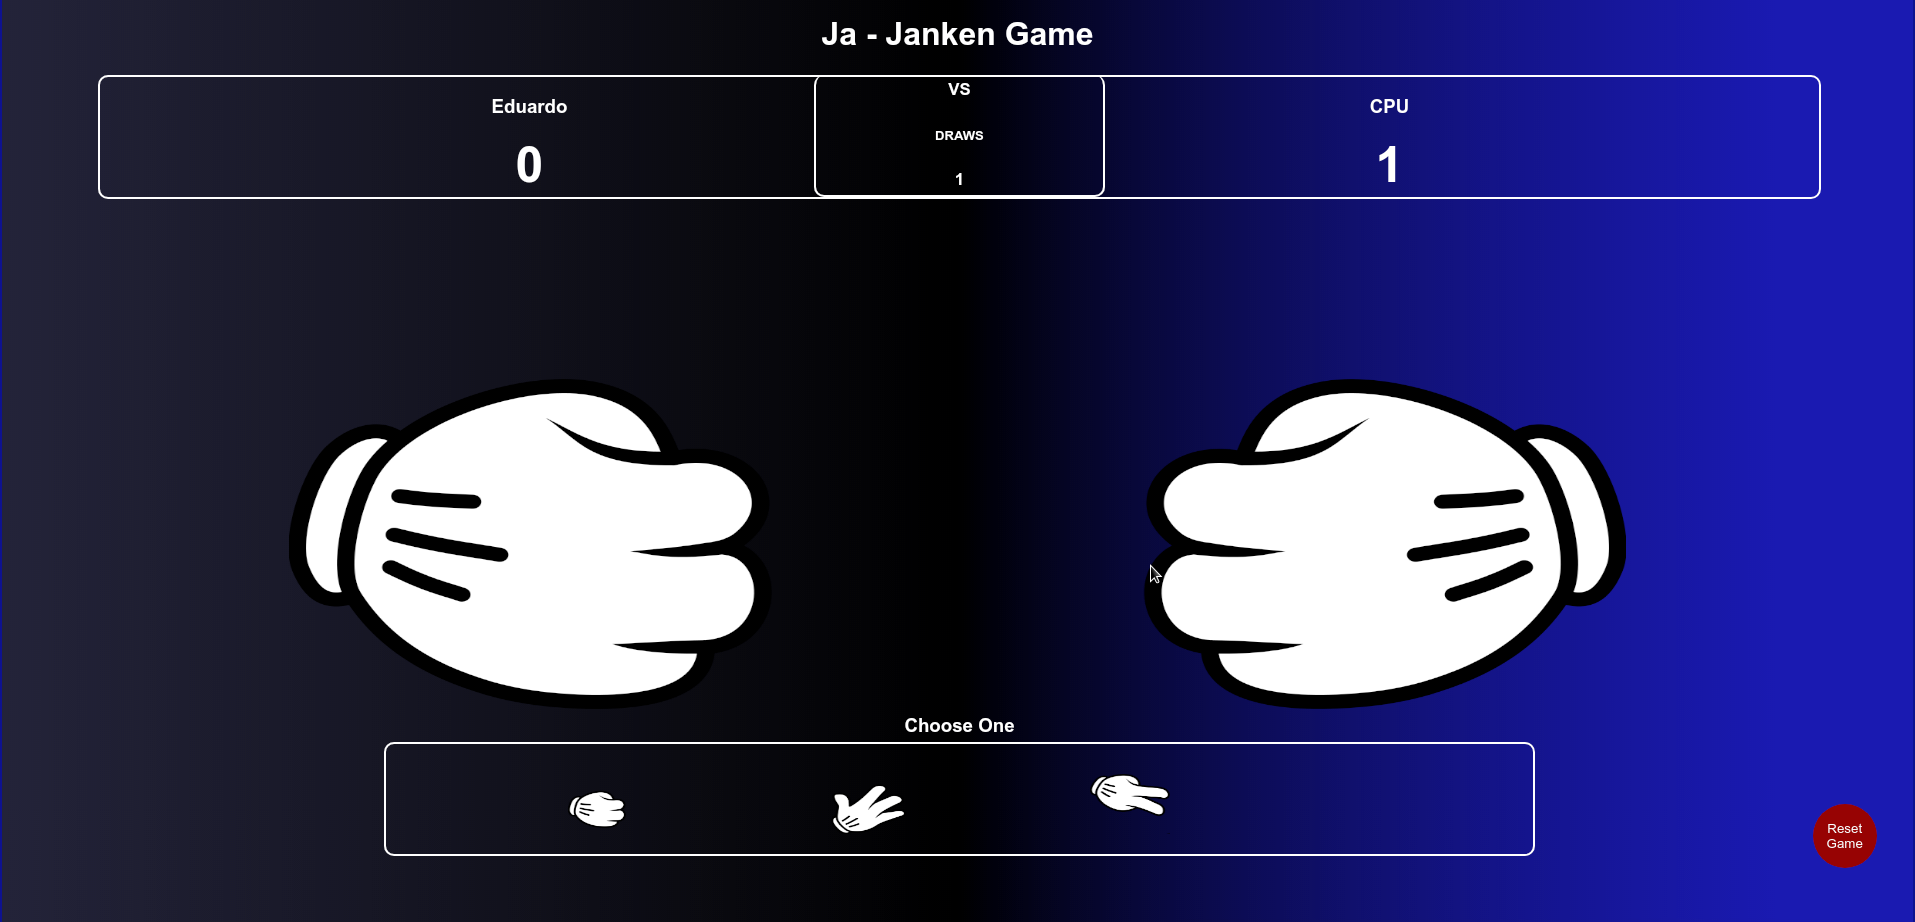 Ja - Janken Game
Eduardo
0
VS
DRAWS
1
CPU
1
Choose One
Reset
Game